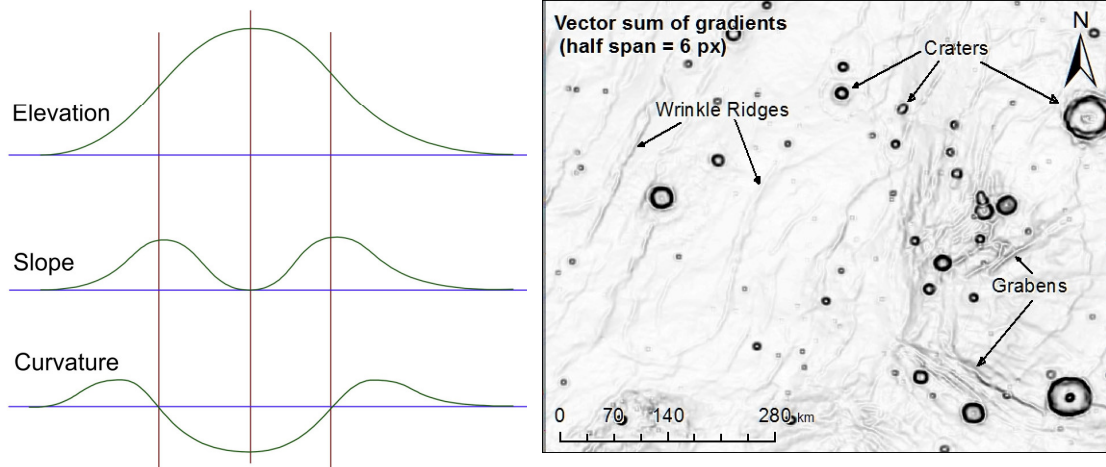 Elevation
Slope
Curvature
Vector sum of gradients
(half span = 6 px)
N
Craters
Wrinkle Ridges
Grabens
0 70 140 280 km